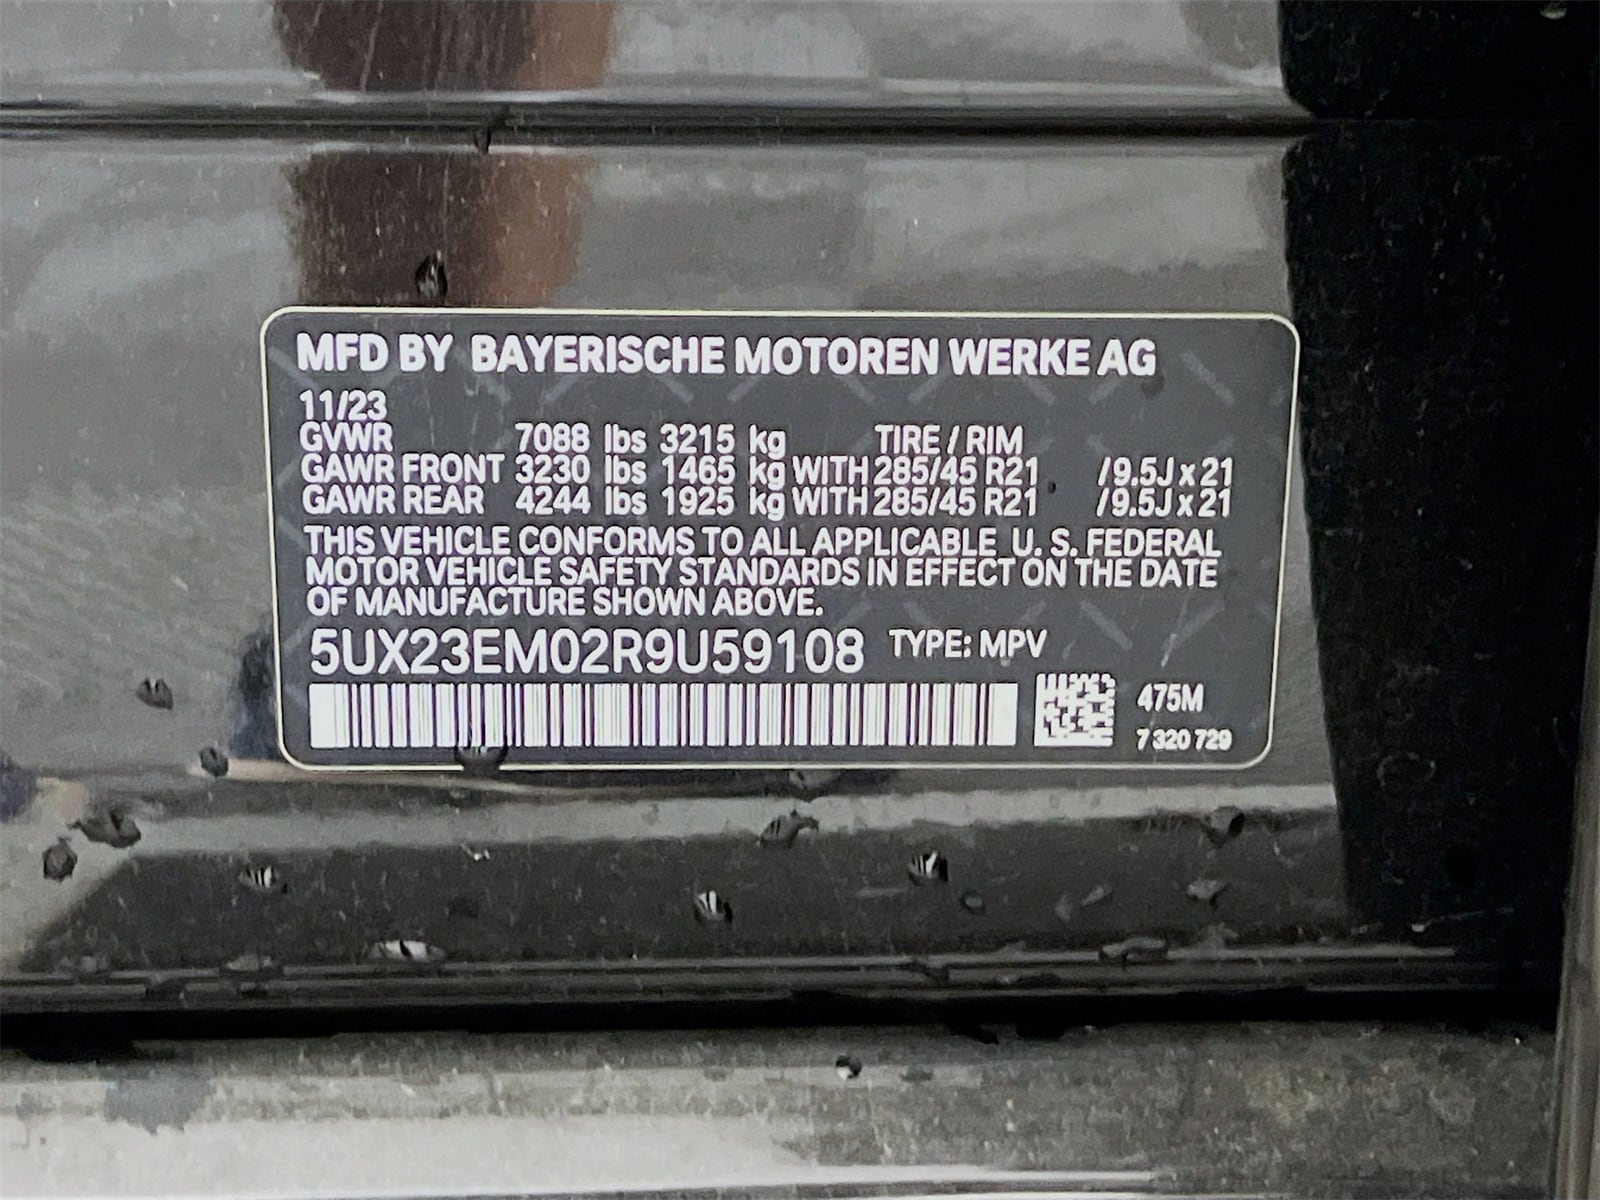 MFD BY BAYERISCHE MOTOREN WERKE AG
11/23
GVWR 7088 lbs 3215 kg TIRE / RIM
GAWR FRONT 3230 lbs 1465 kg WITH 285/45 R21 /9.5J x 21
GAWR REAR 4244 lbs 1925 kg WITH 285/45 R21 /9.5J x 21
THIS VEHICLE CONFORMS TO ALL APPLICABLE U. S. FEDERAL
MOTOR VEHICLE SAFETY STANDARDS IN EFFECT ON THE DATE
OF MANUFACTURE SHOWN ABOVE.
5UX23EM02R9U59108 TYPE: MPV
475M
7 320 729